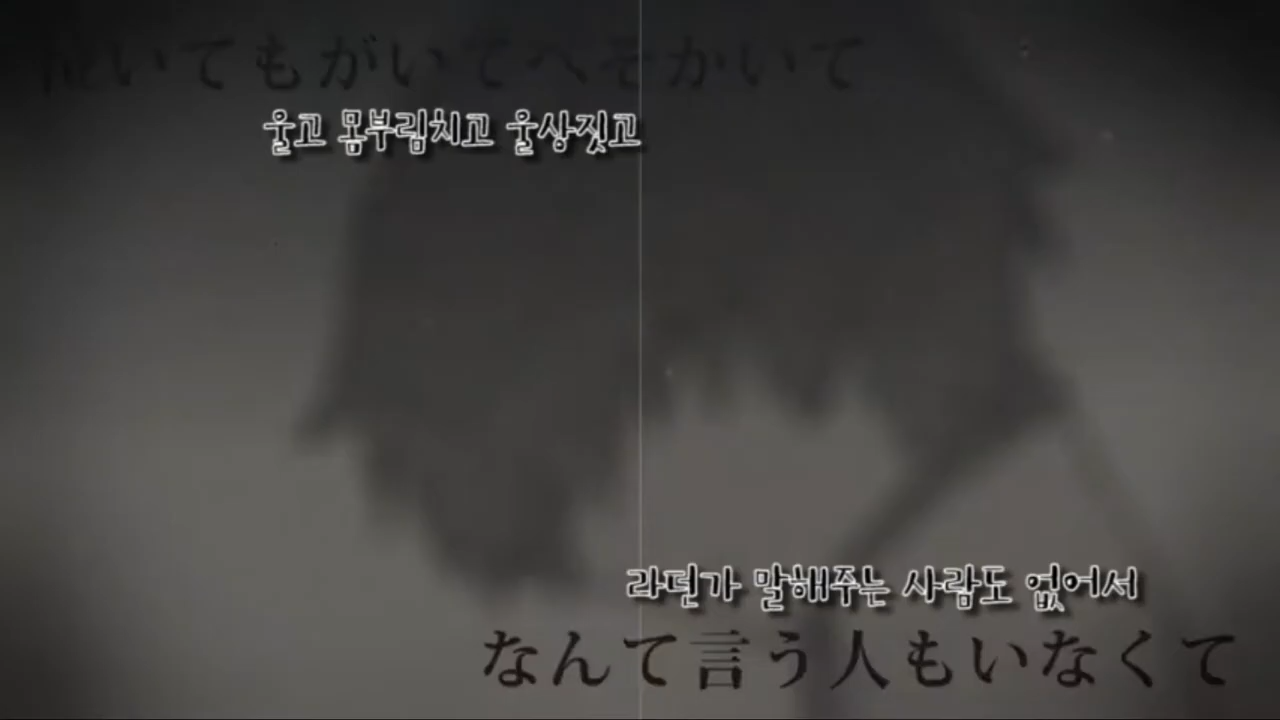 泣いてもがいてへそかいて
울고 몸부림치고 울상짓고
라던가 말해주는 사람도 없어서
なんて言う人もいなくて